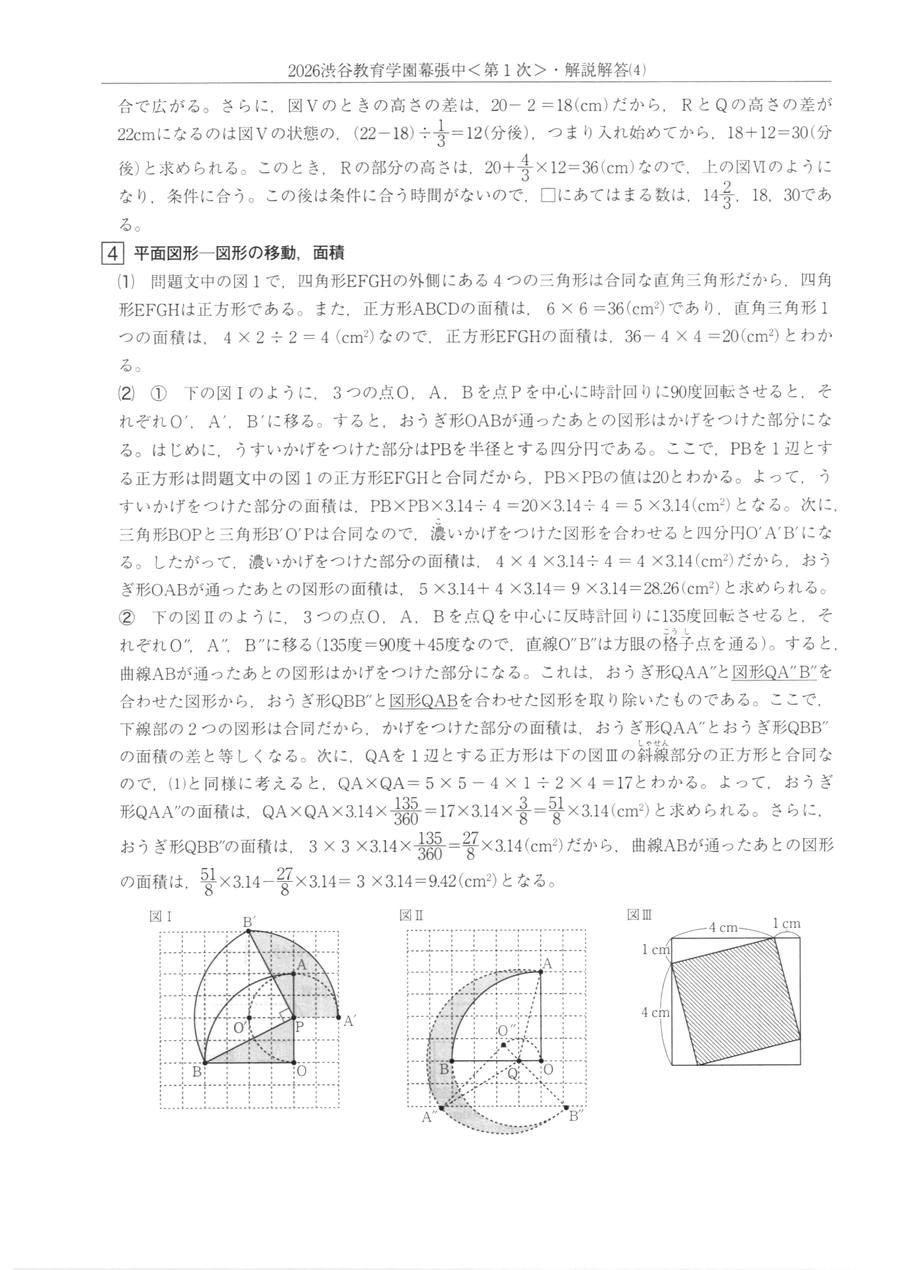 2026渋谷教育学園幕張中＜第１次＞・解説解答(4)
合で広がる。さらに，図Ⅴのときの高さの差は，20－２＝18(cm)だから，ＲとＱの高さの差が
22cmになるのは図Ⅴの状態の，(22－18)÷1/3＝12(分後)，つまり入れ始めてから，18＋12＝30(分
後)と求められる。このとき，Ｒの部分の高さは，20＋4/3×12＝36(cm)なので，上の図Ⅵのように
なり，条件に合う。この後は条件に合う時間がないので，□にあてはまる数は，14 2/3，18，30であ
る。
4 平面図形―図形の移動，面積
(1) 問題文中の図１で，四角形EFGHの外側にある４つの三角形は合同な直角三角形だから，四角
形EFGHは正方形である。また，正方形ABCDの面積は，６×６＝36(cm²)であり，直角三角形１
つの面積は，４×２÷２＝４(cm²)なので，正方形EFGHの面積は，36－４×４＝20(cm²)とわか
る。
(2) ① 下の図Ⅰのように，３つの点Ｏ，Ａ，Ｂを点Ｐを中心に時計回りに90度回転させると，そ
れぞれＯ′，Ａ′，Ｂ′に移る。すると，おうぎ形OABが通ったあとの図形はかげをつけた部分にな
る。はじめに，うすいかげをつけた部分はPBを半径とする四分円である。ここで，PBを１辺とす
る正方形は問題文中の図１の正方形EFGHと合同だから，PB×PBの値は20とわかる。よって，う
すいかげをつけた部分の面積は，PB×PB×3.14÷４＝20×3.14÷４＝５×3.14(cm²)となる。次に，
三角形BOPと三角形B′O′Pは合同なので，濃いかげをつけた図形を合わせると四分円O′A′B′にな
る。したがって，濃いかげをつけた部分の面積は，４×４×3.14÷４＝４×3.14(cm²)だから，おう
ぎ形OABが通ったあとの図形の面積は，５×3.14＋４×3.14＝９×3.14＝28.26(cm²)と求められる。
② 下の図Ⅱのように，３つの点Ｏ，Ａ，Ｂを点Ｑを中心に反時計回りに135度回転させると，そ
れぞれＯ″，Ａ″，Ｂ″に移る(135度＝90度＋45度なので，直線O″B″は方眼の格子点を通る)。すると，
曲線ABが通ったあとの図形はかげをつけた部分になる。これは，おうぎ形QAA″と図形QA″B″を
合わせた図形から，おうぎ形QBB″と図形QABを合わせた図形を取り除いたものである。ここで，
下線部の２つの図形は合同だから，かげをつけた部分の面積は，おうぎ形QAA″とおうぎ形QBB″
の面積の差と等しくなる。次に，QAを１辺とする正方形は下の図Ⅲの斜線部分の正方形と合同な
ので，(1)と同様に考えると，QA×QA＝５×５－４×１÷２×４＝17とわかる。よって，おうぎ
形QAA″の面積は，QA×QA×3.14×135/360＝17×3.14×3/8＝51/8×3.14(cm²)と求められる。さらに，
おうぎ形QBB″の面積は，３×３×3.14×135/360＝27/8×3.14(cm²)だから，曲線ABが通ったあとの図形
の面積は，51/8×3.14－27/8×3.14＝３×3.14＝9.42(cm²)となる。
図Ⅰ
B′
A
O′
P
A′
B
O
図Ⅱ
A
O″
B
Q
O
A″
B″
図Ⅲ
4 cm
1 cm
1 cm
4 cm